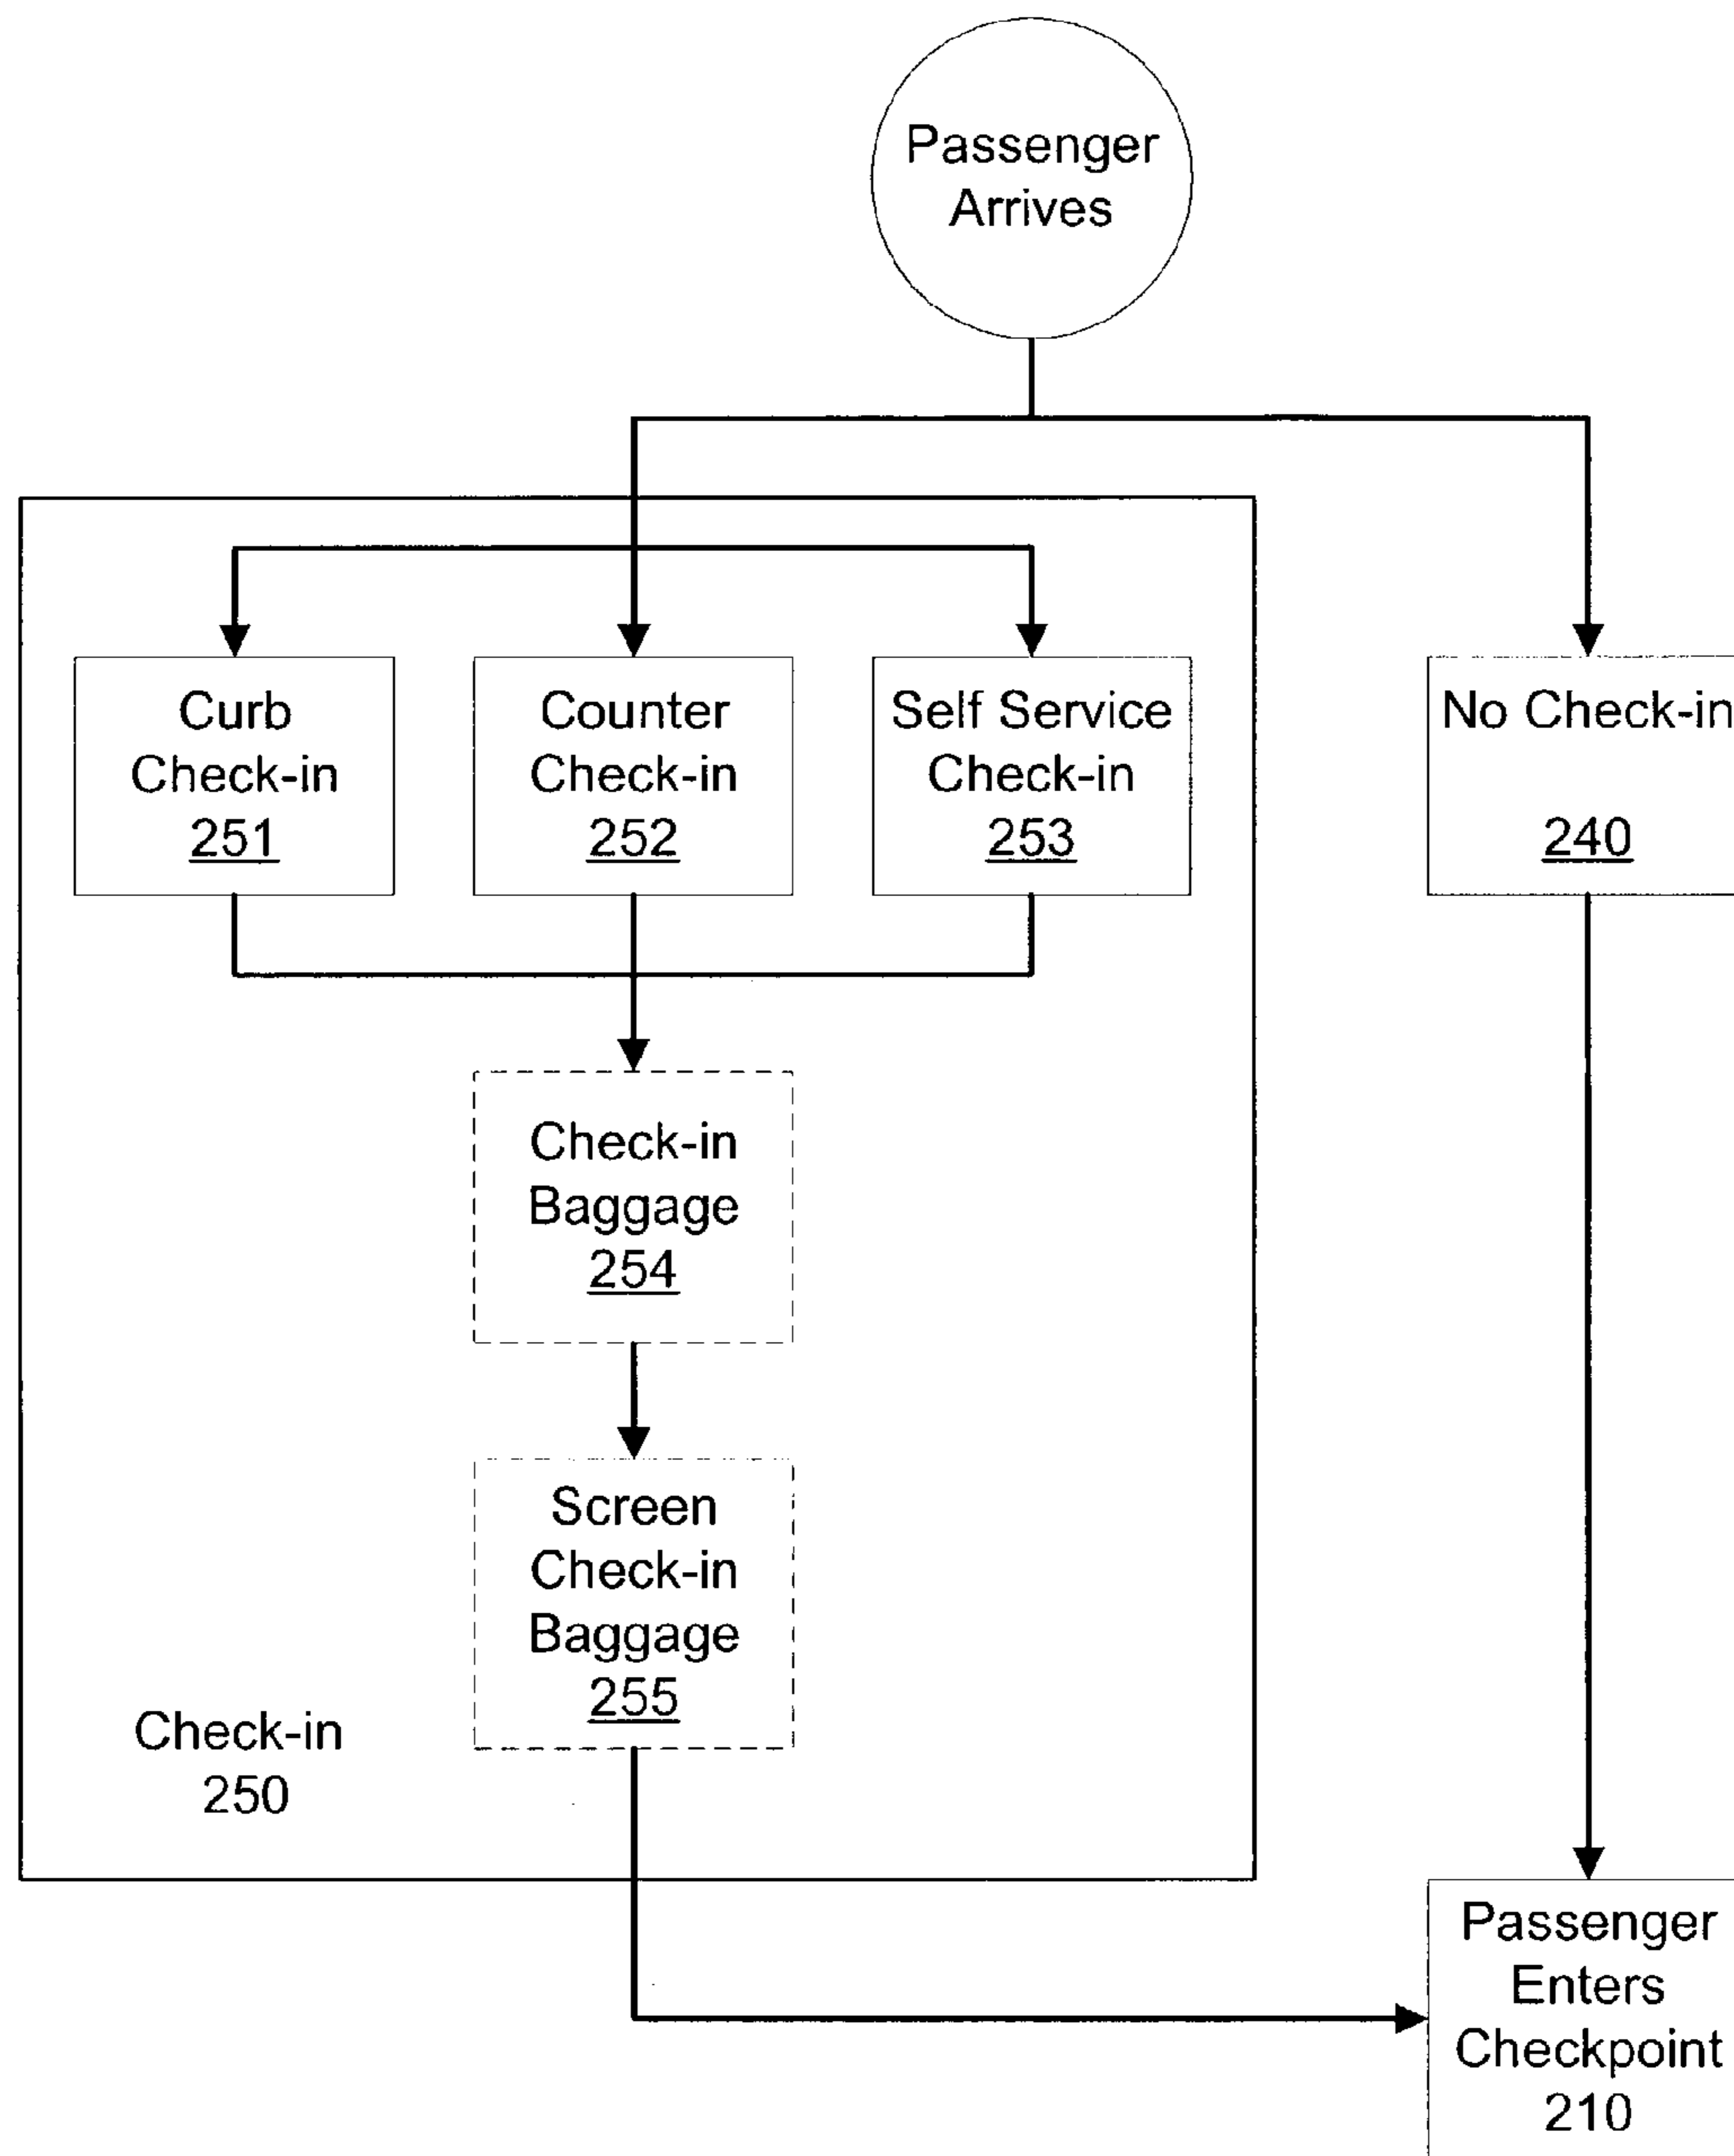 Passenger
Arrives
Curb
Check-in
251
Counter
Check-in
252
Self Service
Check-in
253
No Check-in
240
Check-in
Baggage
254
Screen
Check-in
Baggage
255
Check-in
250
Passenger
Enters
Checkpoint
210